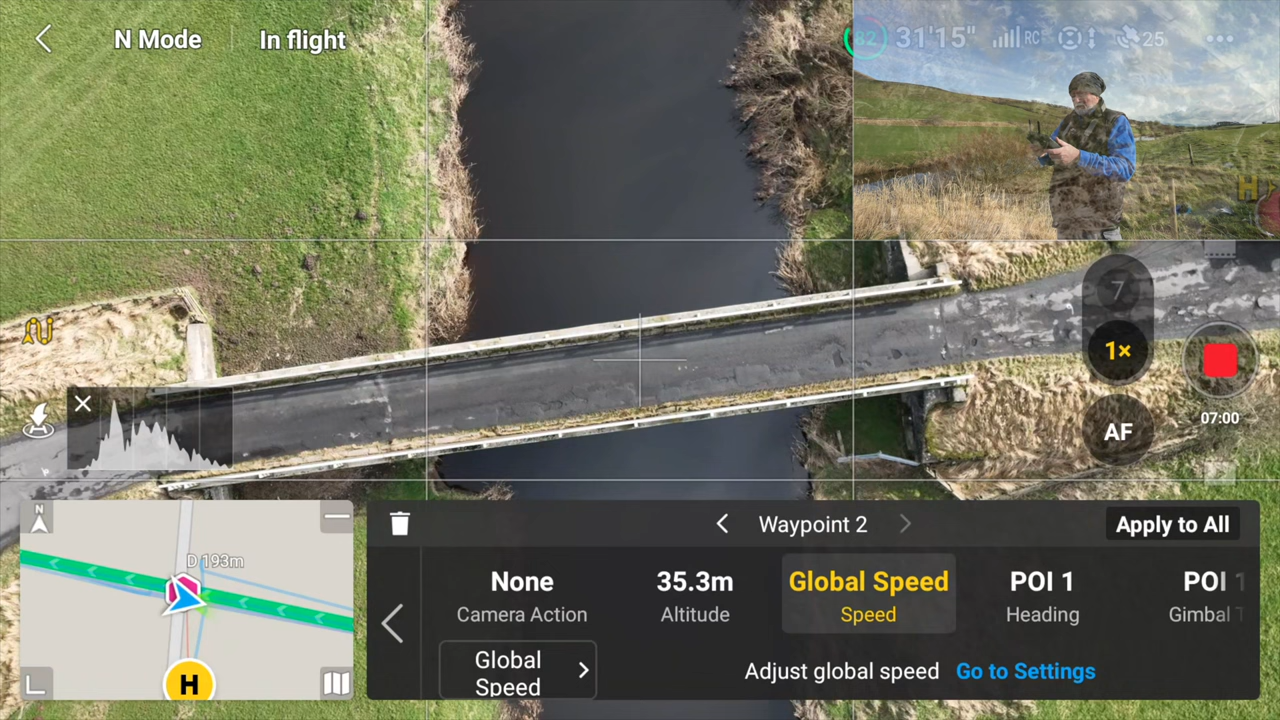 N Mode
In flight
82
31'15"
RC
25
H
7
1×
AF
07:00
N
D 193m
H
Waypoint 2
Apply to All
None
Camera Action
35.3m
Altitude
Global Speed
Speed
POI 1
Heading
POI 1
Gimbal T
Global
Speed
Adjust global speed
Go to Settings